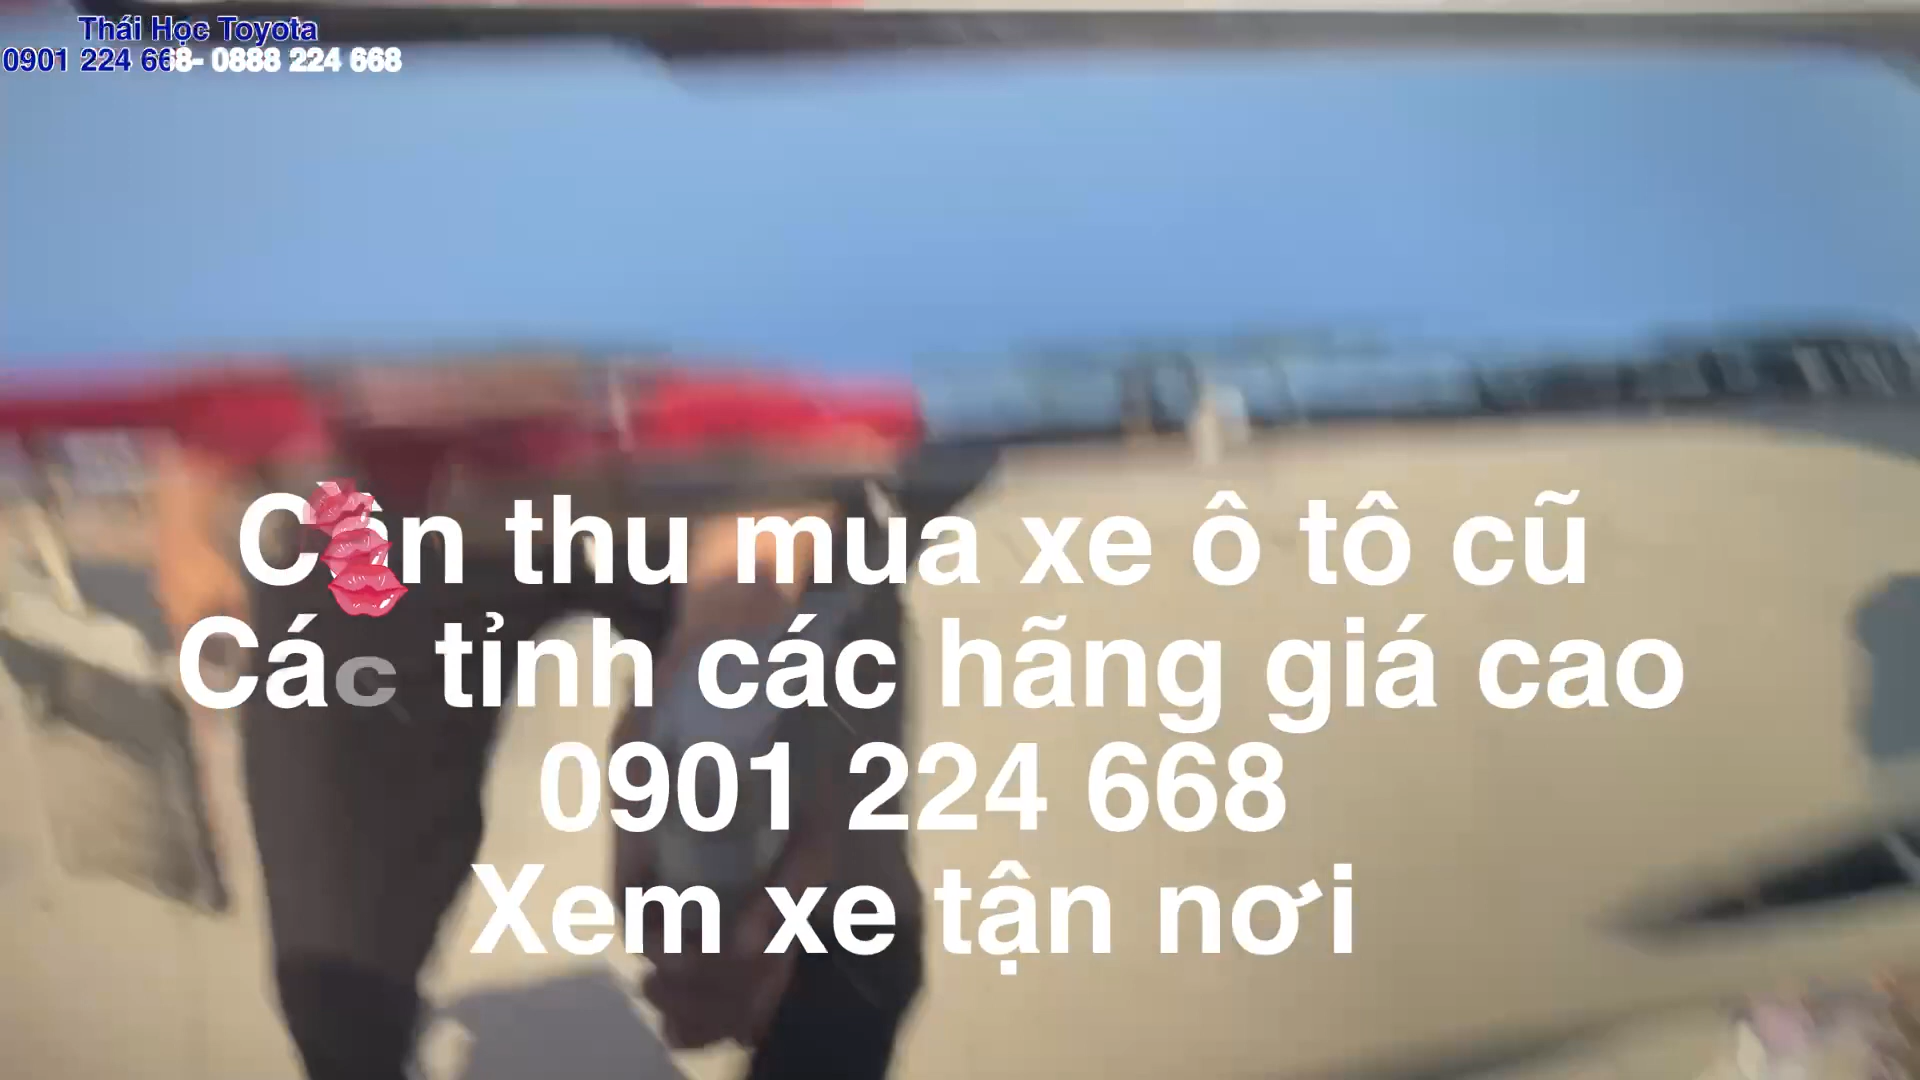 Thái Học Toyota
0901 224 668- 0888 224 668
Cần thu mua xe ô tô cũ
Các tỉnh các hãng giá cao
0901 224 668
Xem xe tận nơi